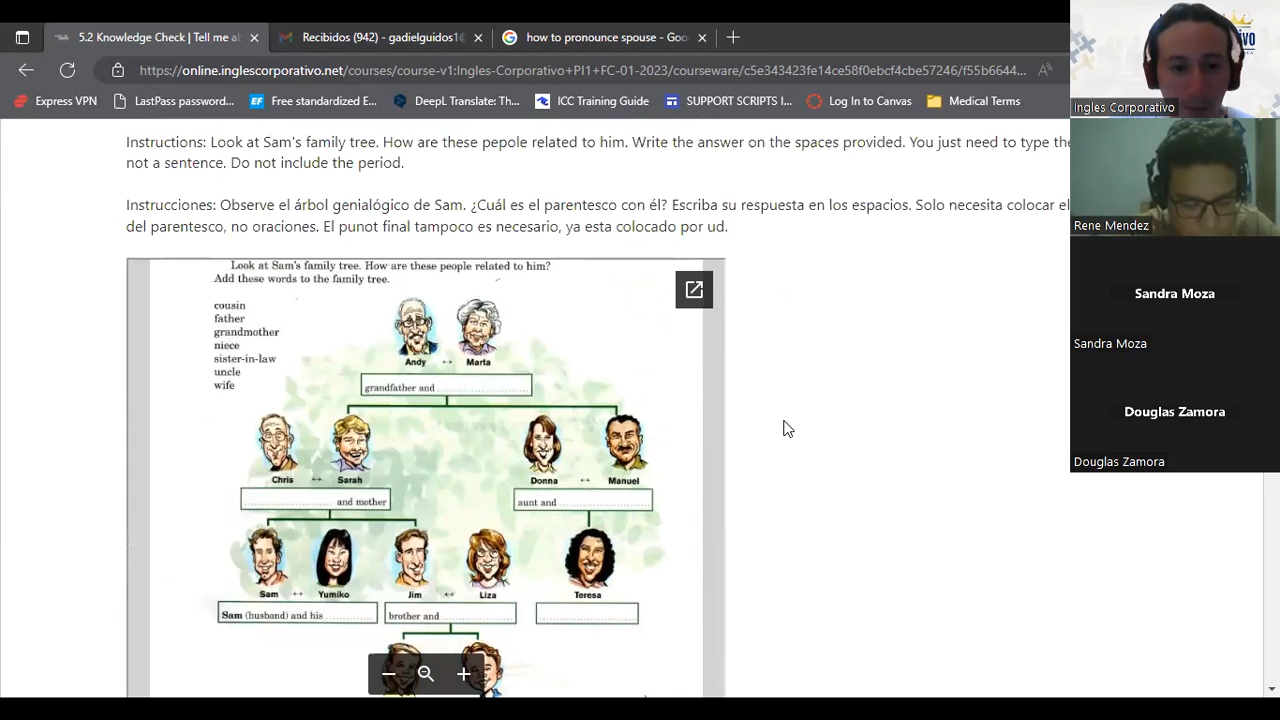 5.2 Knowledge Check | Tell me al
Recibidos (942) - gadielguidos1@
how to pronounce spouse - Goo
https://online.inglescorporativo.net/courses/course-v1:Ingles-Corporativo+PI1+FC-01-2023/courseware/c5e343423fe14ce58f0ebcf4cbe57246/f55b6644...
Express VPN
LastPass password...
Free standardized E...
DeepL Translate: Th...
ICC Training Guide
SUPPORT SCRIPTS I...
Log In to Canvas
Medical Terms
Instructions: Look at Sam's family tree. How are these pepole related to him. Write the answer on the spaces provided. You just need to type the
not a sentence. Do not include the period.
Instrucciones: Observe el árbol genialógico de Sam. ¿Cuál es el parentesco con él? Escriba su respuesta en los espacios. Solo necesita colocar el
del parentesco, no oraciones. El punot final tampoco es necesario, ya esta colocado por ud.
Look at Sam's family tree. How are these people related to him?
Add these words to the family tree.
cousin
father
grandmother
niece
sister-in-law
uncle
wife
Andy ↔ Marta
grandfather and ....................
Chris ↔ Sarah
.................... and mother
Donna ↔ Manuel
aunt and ....................
Sam ↔ Yumiko
Sam (husband) and his ............
Jim ↔ Liza
brother and ....................
Teresa
....................
Ingles Corporativo
Rene Mendez
Sandra Moza
Sandra Moza
Douglas Zamora
Douglas Zamora